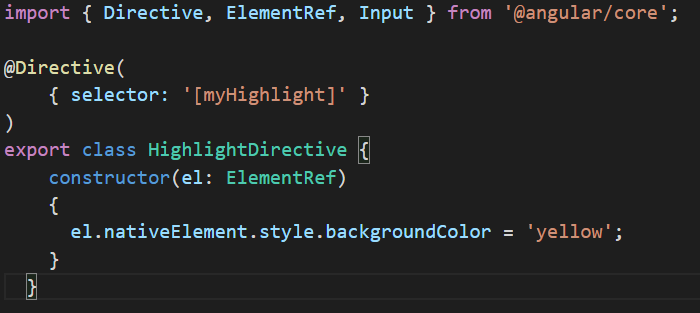 import { Directive, ElementRef, Input } from '@angular/core';
@Directive(
    { selector: '[myHighlight]' }
)
export class HighlightDirective {
    constructor(el: ElementRef)
    {
      el.nativeElement.style.backgroundColor = 'yellow';
    }
  }